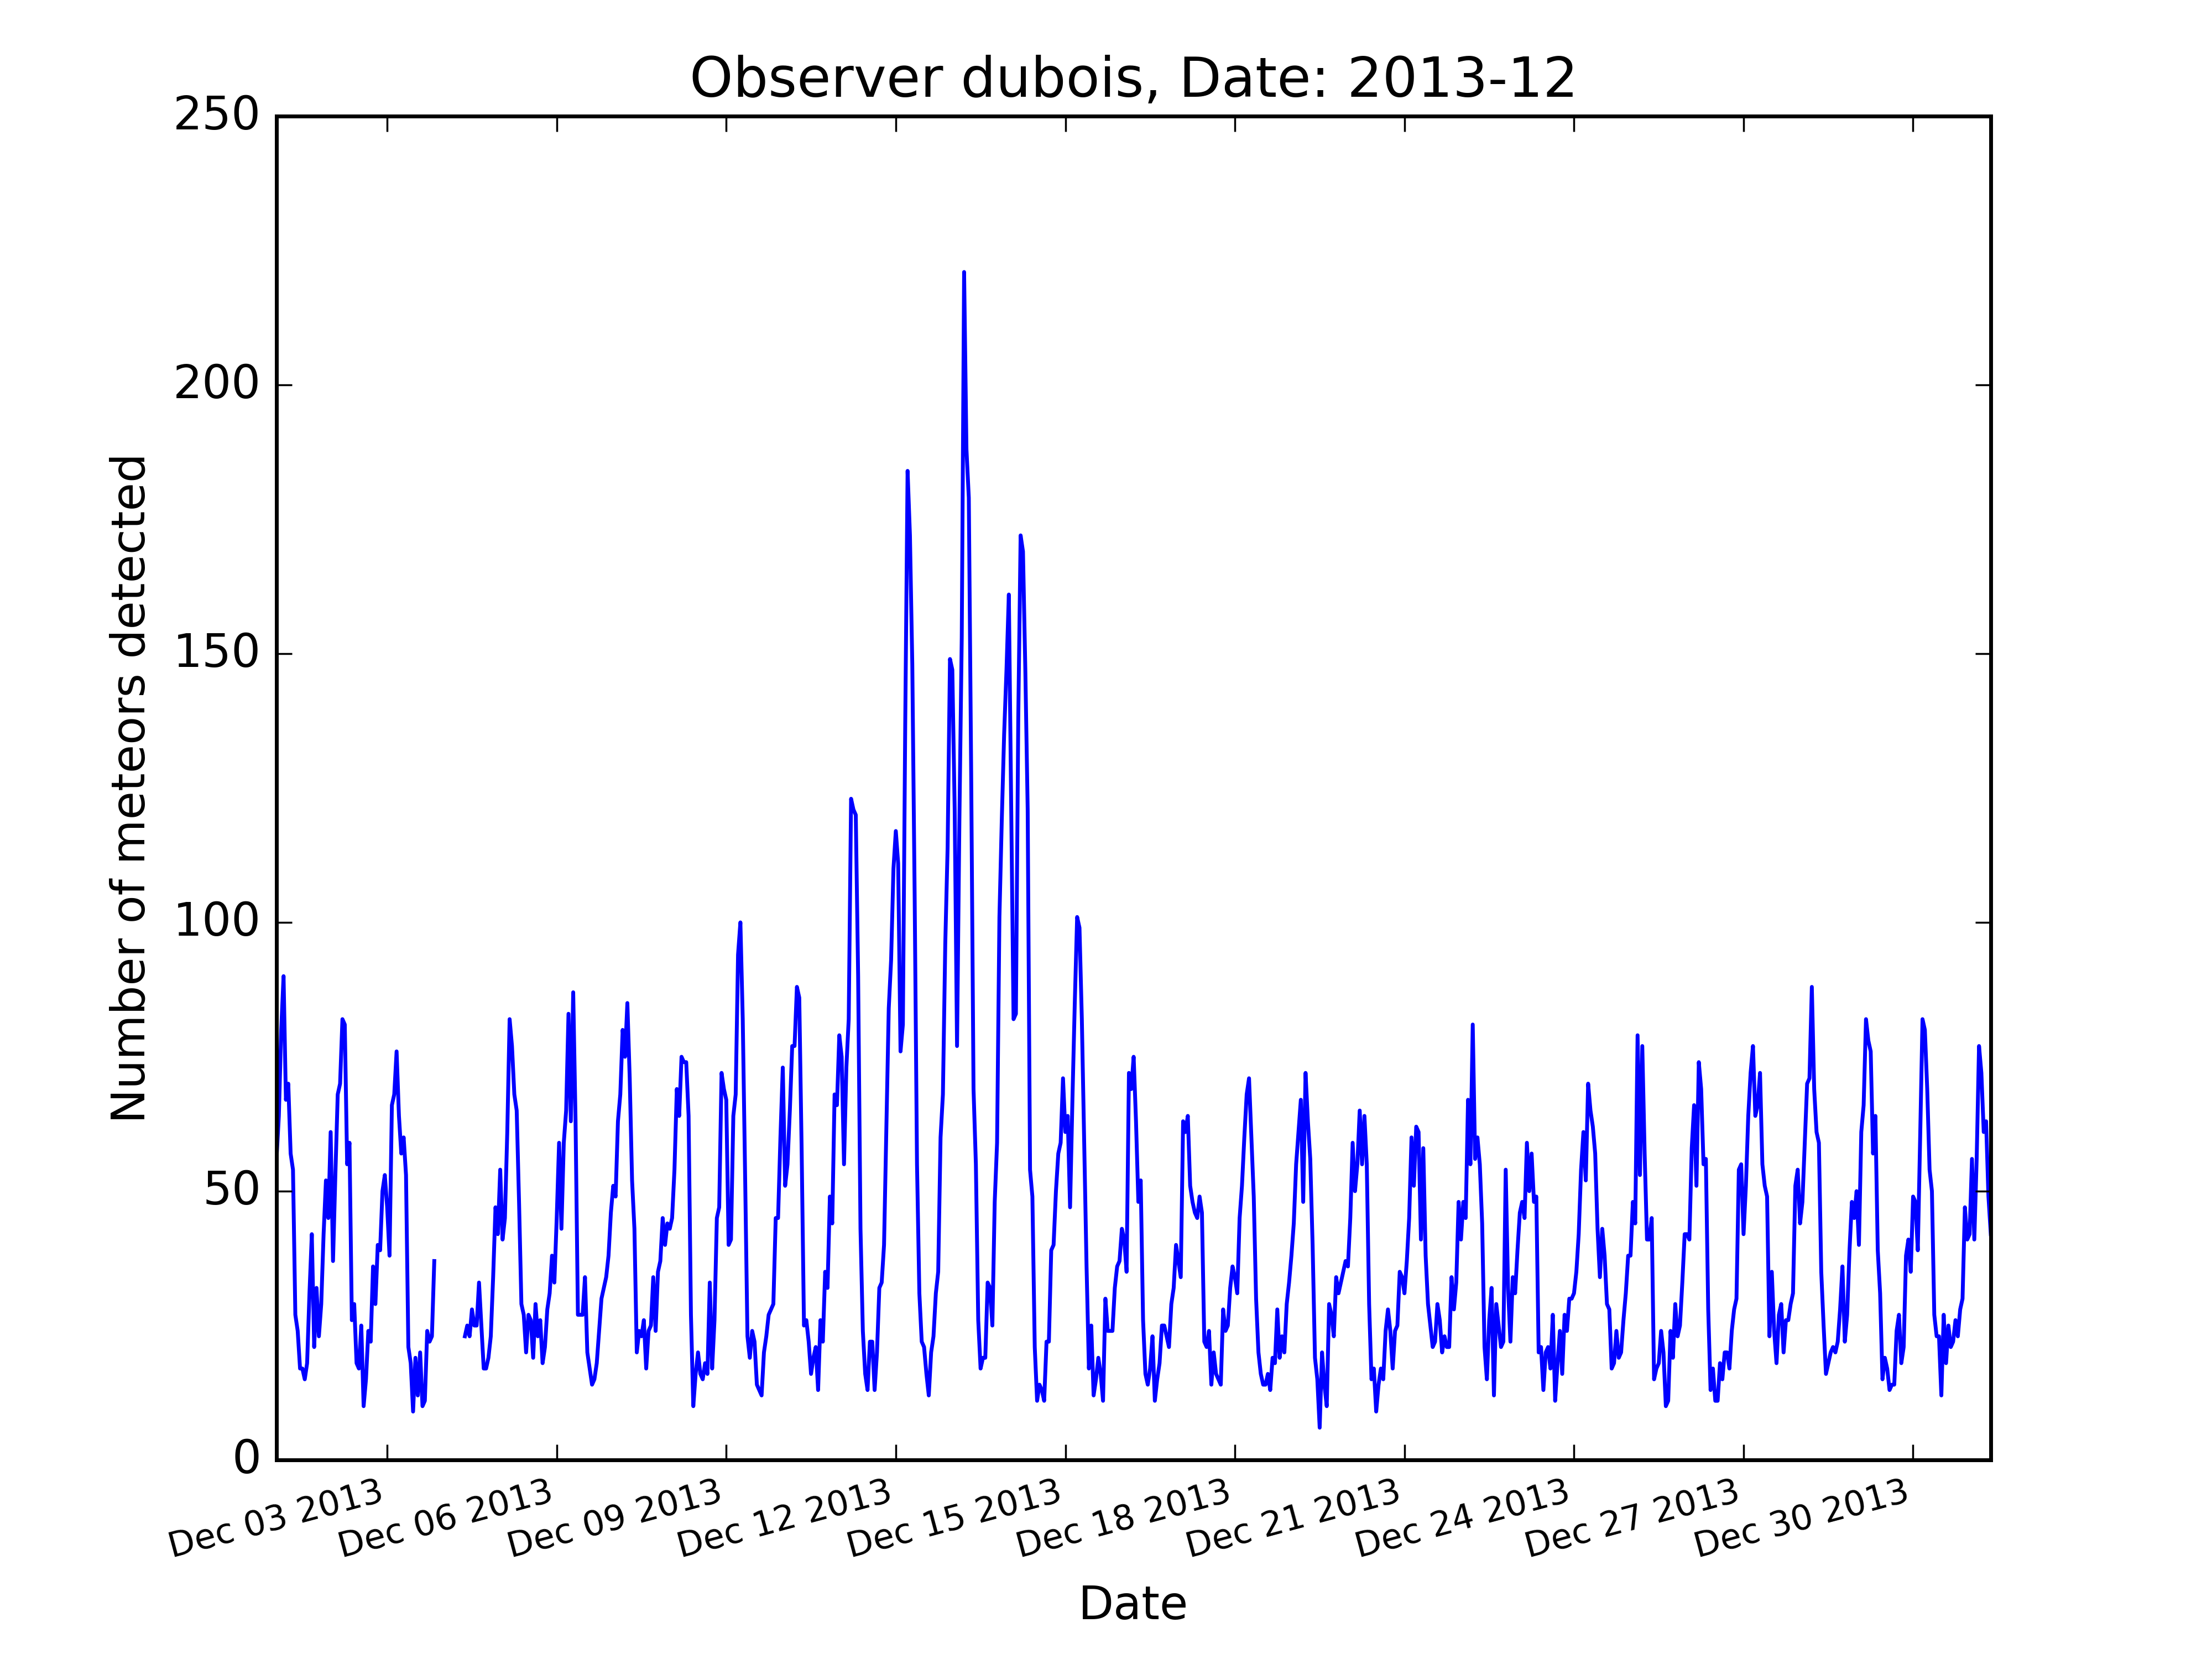 Observer dubois, Date: 2013-12
250
200
150
100
50
0
Number of meteors detected
Dec 03 2013
Dec 06 2013
Dec 09 2013
Dec 12 2013
Dec 15 2013
Dec 18 2013
Dec 21 2013
Dec 24 2013
Dec 27 2013
Dec 30 2013
Date